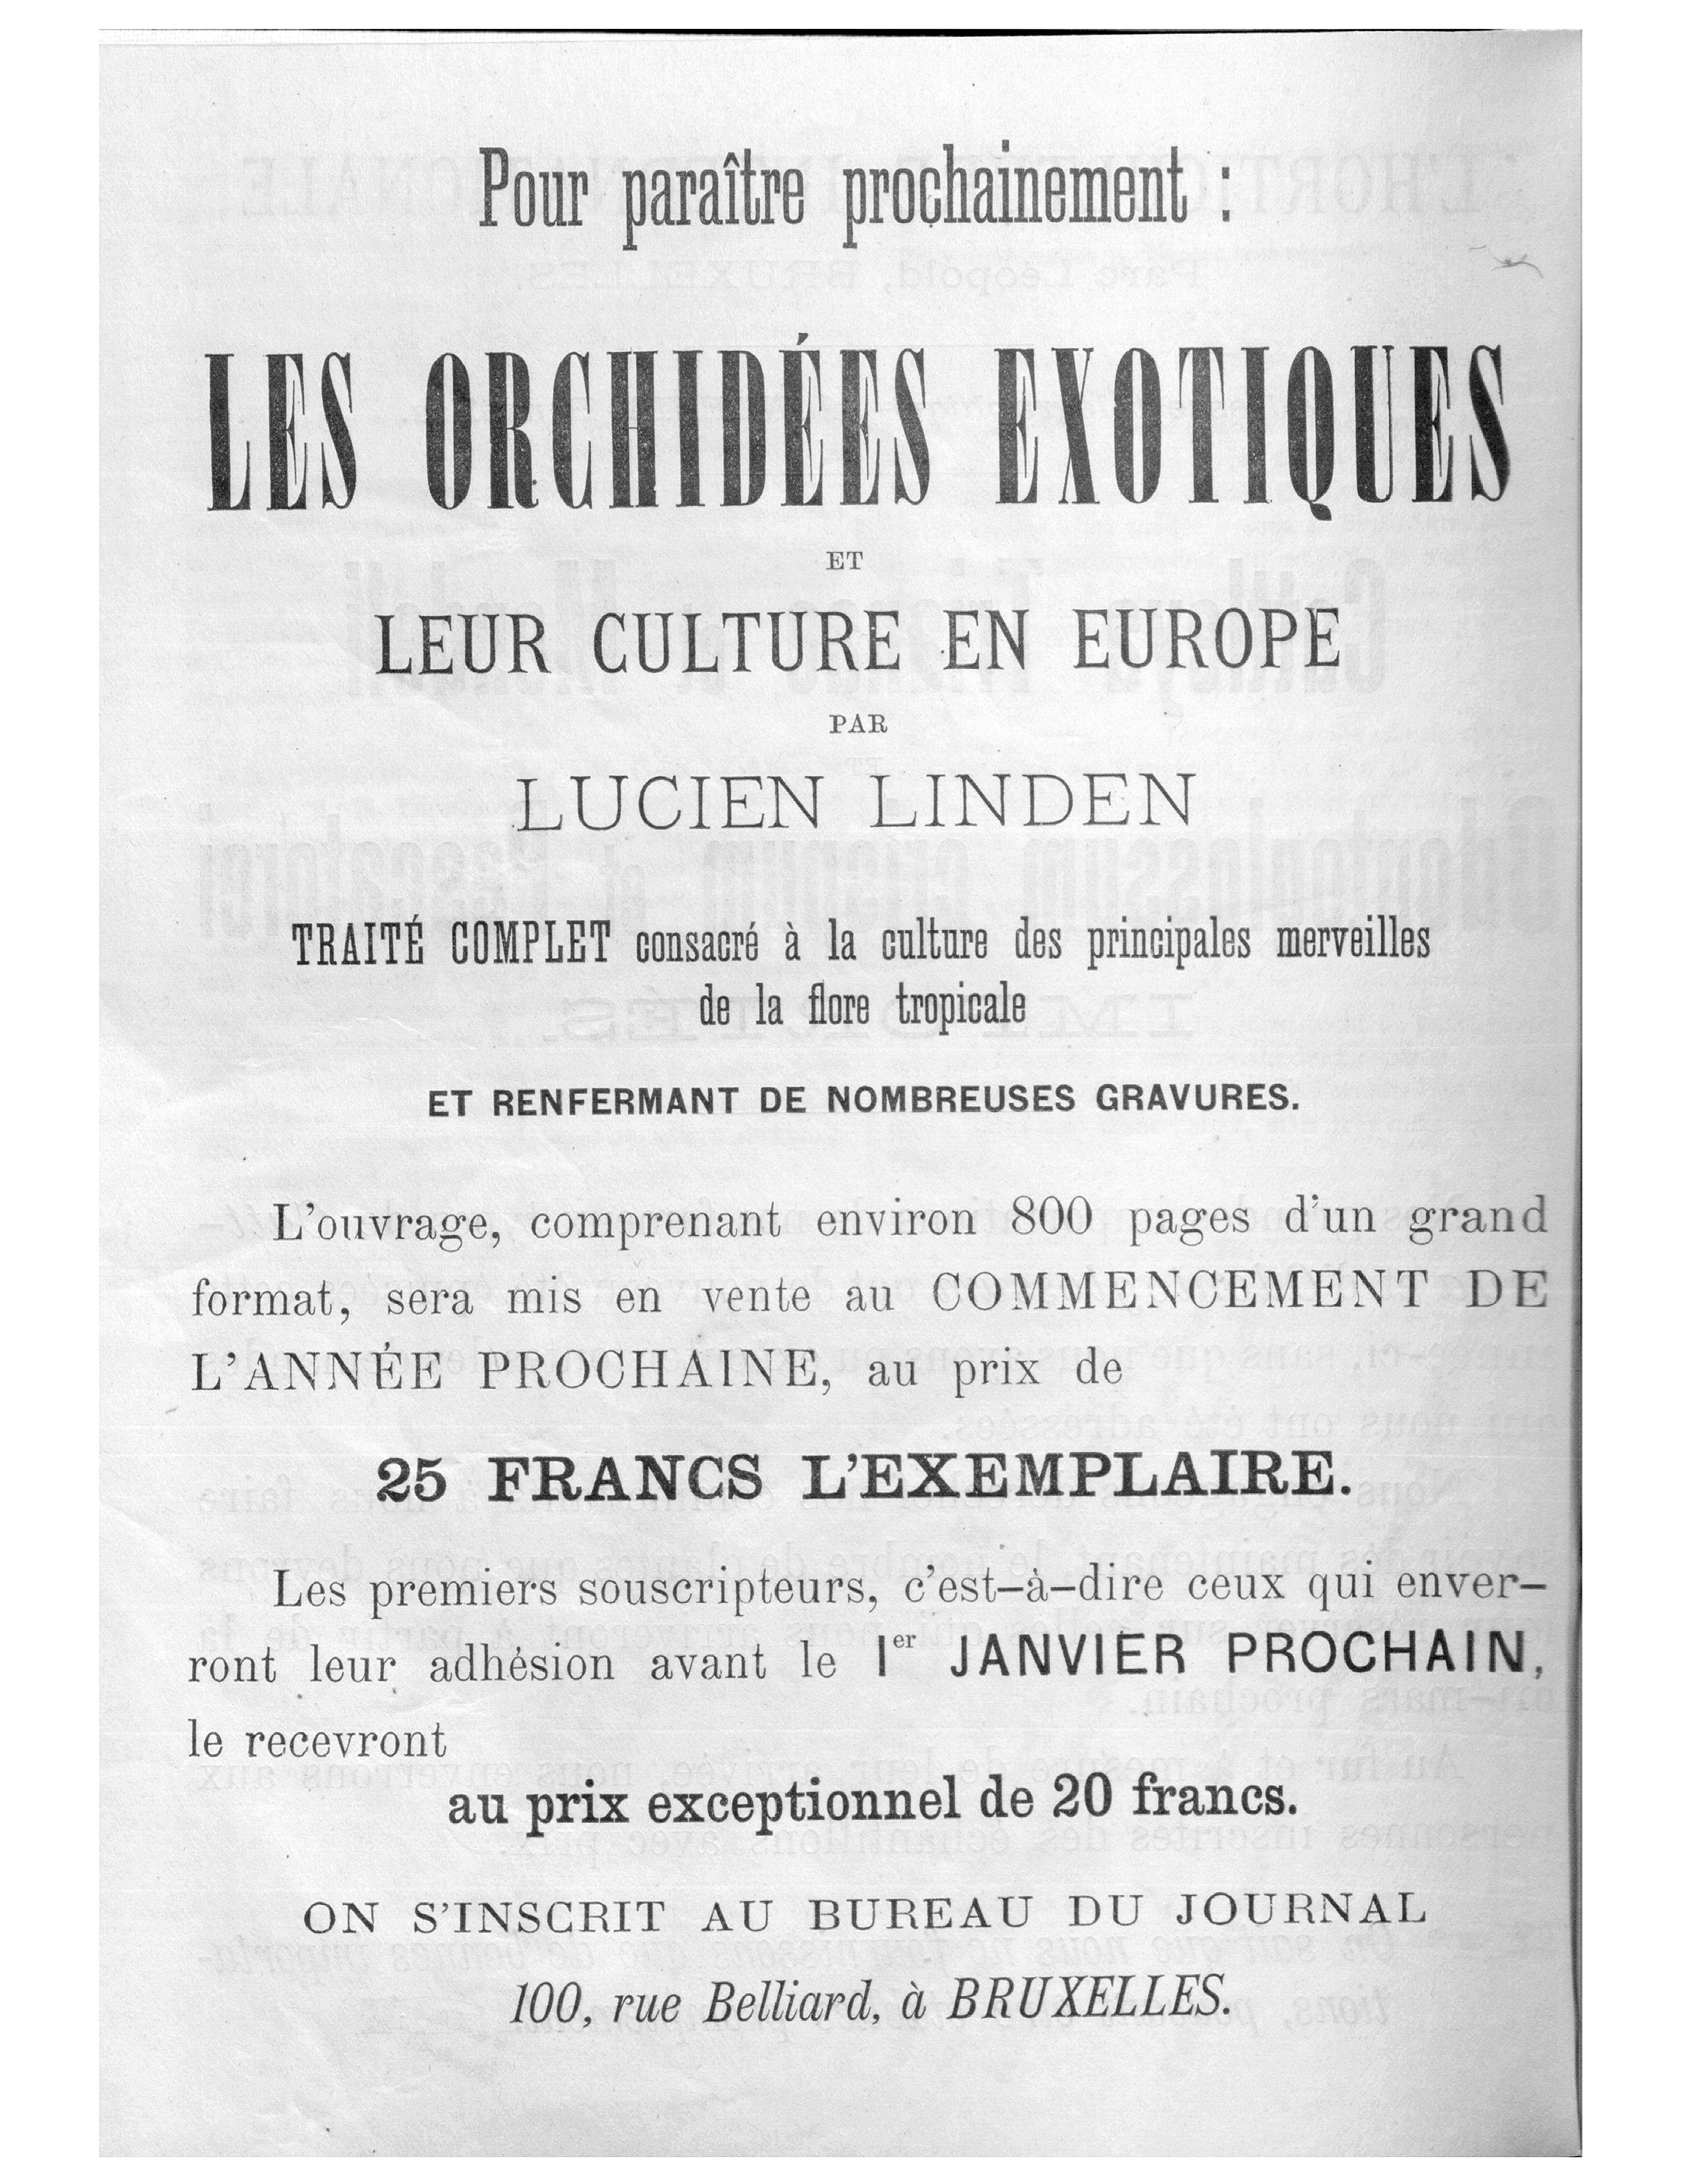 Pour paraître prochainement :
LES ORCHIDÉES EXOTIQUES
ET
LEUR CULTURE EN EUROPE
PAR
LUCIEN LINDEN
TRAITÉ COMPLET consacré à la culture des principales merveilles
de la flore tropicale
ET RENFERMANT DE NOMBREUSES GRAVURES.
L'ouvrage, comprenant environ 800 pages d'un grand
format, sera mis en vente au COMMENCEMENT DE
L'ANNÉE PROCHAINE, au prix de
25 FRANCS L'EXEMPLAIRE.
Les premiers souscripteurs, c'est-à-dire ceux qui enver-
ront leur adhésion avant le 1er JANVIER PROCHAIN,
le recevront
au prix exceptionnel de 20 francs.
ON S'INSCRIT AU BUREAU DU JOURNAL
100, rue Belliard, à BRUXELLES.